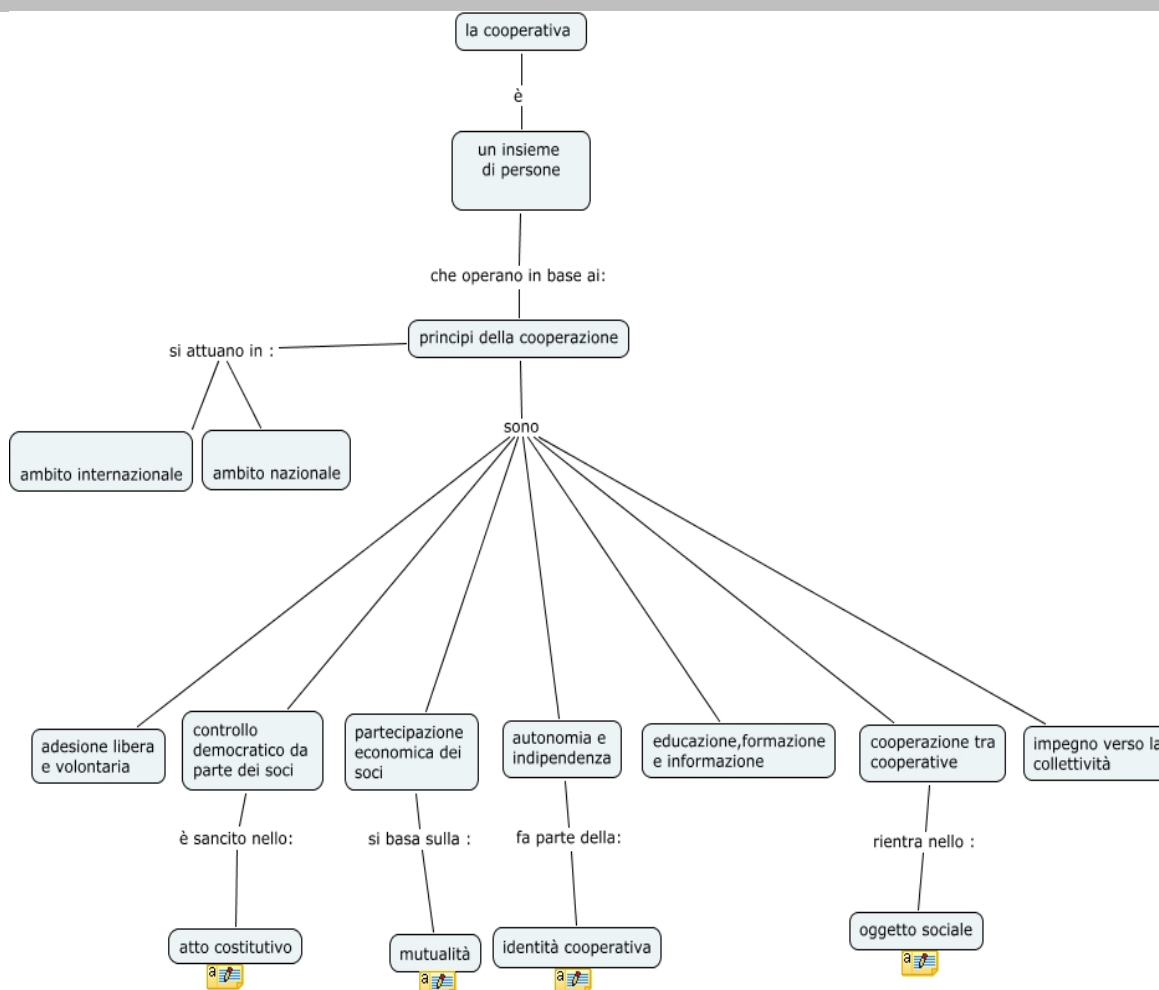 la cooperativa
è
un insieme
di persone
che operano in base ai:
principi della cooperazione
si attuano in :
ambito internazionale
ambito nazionale
sono
adesione libera
e volontaria
controllo
democratico da
parte dei soci
partecipazione
economica dei
soci
autonomia e
indipendenza
educazione,formazione
e informazione
cooperazione tra
cooperative
impegno verso la
collettività
è sancito nello:
si basa sulla :
fa parte della:
rientra nello :
atto costitutivo
mutualità
identità cooperativa
oggetto sociale
a
a
a
a